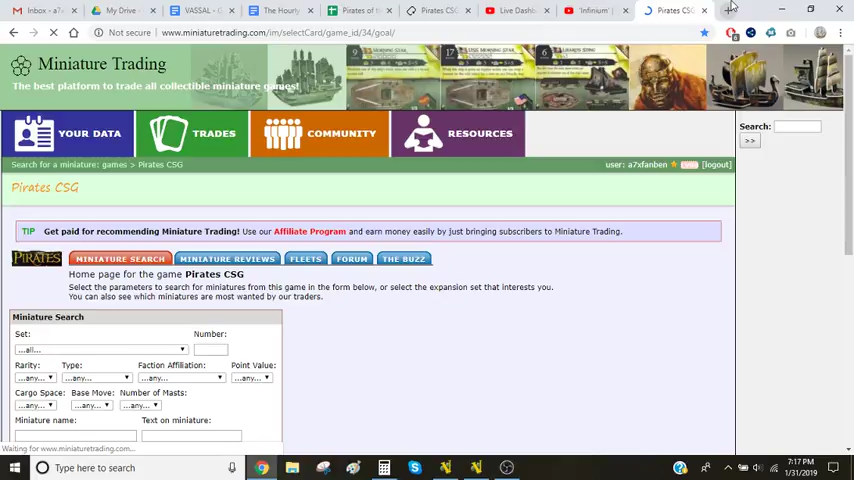 Inbox - a7x
My Drive -
VASSAL - G
The Hourly
Pirates of t
Pirates CSG
Live Dashb
'Infinium'
Pirates CSG
Not secure www.miniaturetrading.com/im/selectCard/game_id/34/goal/
Miniature Trading
The best platform to trade all collectible miniature games!
YOUR DATA
TRADES
COMMUNITY
RESOURCES
Search:
>>
Search for a miniature: games > Pirates CSG
user: a7xfanben
[logout]
Pirates CSG
TIP Get paid for recommending Miniature Trading! Use our Affiliate Program and earn money easily by just bringing subscribers to Miniature Trading.
PIRATES
MINIATURE SEARCH
MINIATURE REVIEWS
FLEETS
FORUM
THE BUZZ
Home page for the game Pirates CSG
Select the parameters to search for miniatures from this game in the form below, or select the expansion set that interests you.
You can also see which miniatures are most wanted by our traders.
Miniature Search
Set: Number:
...all...
Rarity: Type: Faction Affiliation: Point Value:
...any... ...any... ...any... ...any...
Cargo Space: Base Move: Number of Masts:
...any... ...any... ...any...
Miniature name: Text on miniature:
Waiting for www.miniaturetrading.com...
Type here to search
7:17 PM
1/31/2019